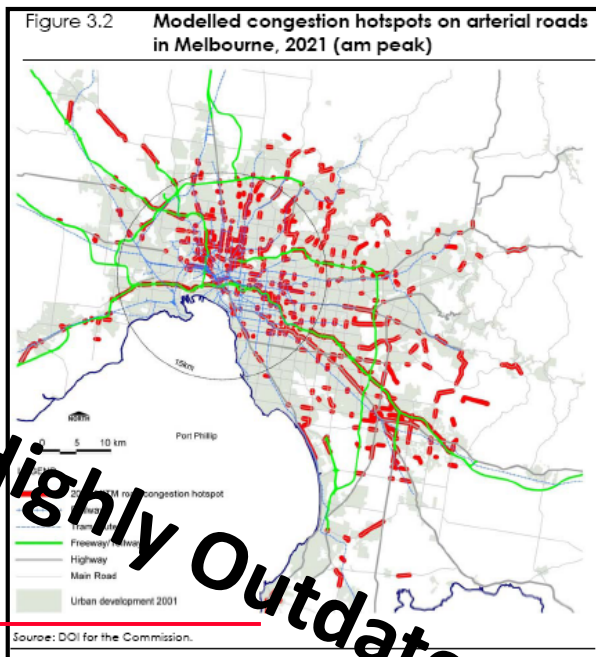 Figure 3.2 Modelled congestion hotspots on arterial roads
in Melbourne, 2021 (am peak)
15km
Port Phillip
0 5 10 km
road congestion hotspot
Freeway/
Highway
Main Road
Urban development 2001
Highly Outdate
Source: DOI for the Commission.